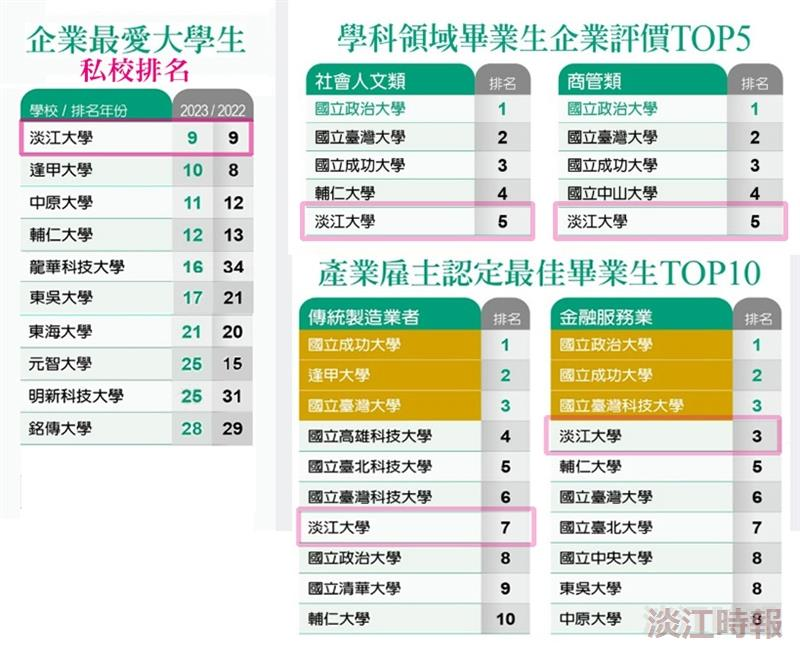 企業最愛大學生
私校排名
學校/排名年份 2023/2022
淡江大學 9 9
逢甲大學 10 8
中原大學 11 12
輔仁大學 12 13
龍華科技大學 16 34
東吳大學 17 21
東海大學 21 20
元智大學 25 15
明新科技大學 25 31
銘傳大學 28 29
學科領域畢業生企業評價TOP5
社會人文類 排名
國立政治大學 1
國立臺灣大學 2
國立成功大學 3
輔仁大學 4
淡江大學 5
商管類 排名
國立政治大學 1
國立臺灣大學 2
國立成功大學 3
國立中山大學 4
淡江大學 5
產業雇主認定最佳畢業生TOP10
傳統製造業者 排名
國立成功大學 1
逢甲大學 2
國立臺灣大學 3
國立高雄科技大學 4
國立臺北科技大學 5
國立臺灣科技大學 6
淡江大學 7
國立政治大學 8
國立清華大學 9
輔仁大學 10
金融服務業 排名
國立政治大學 1
國立成功大學 2
國立臺灣科技大學 3
淡江大學 3
輔仁大學 5
國立臺灣大學 6
國立臺北大學 7
國立中央大學 8
東吳大學 8
中原大學 8
淡江時報